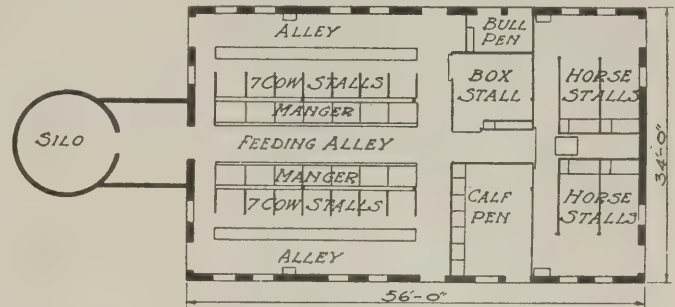 ALLEY
BULL
PEN
7 COW STALLS
BOX
STALL
HORSE
STALLS
MANGER
SILO
FEEDING ALLEY
34'-0"
MANGER
7 COW STALLS
CALF
PEN
HORSE
STALLS
ALLEY
56'-0"